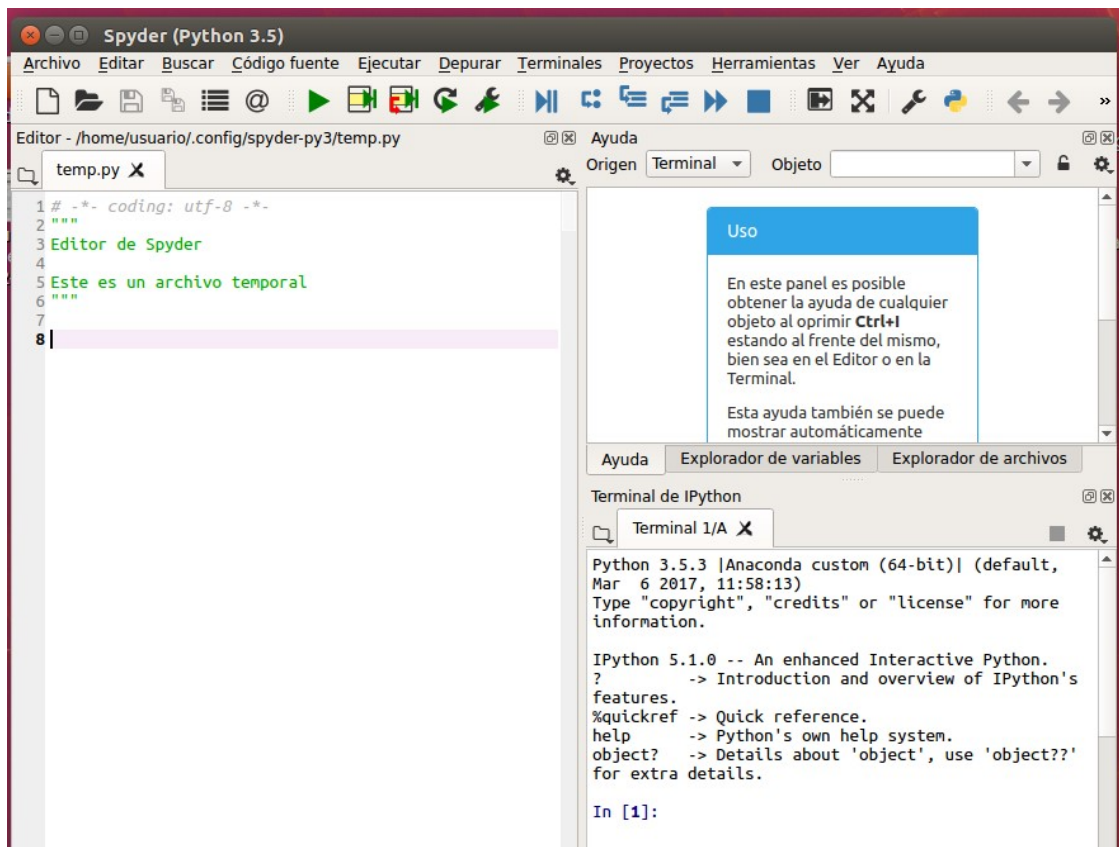 Spyder (Python 3.5)
Archivo Editar Buscar Código fuente Ejecutar Depurar Terminales Proyectos Herramientas Ver Ayuda
@
»
Editor - /home/usuario/.config/spyder-py3/temp.py
temp.py
1 # -*- coding: utf-8 -*-
2 """
3 Editor de Spyder
4
5 Este es un archivo temporal
6 """
7
8
Ayuda
Origen Terminal Objeto
Uso
En este panel es posible
obtener la ayuda de cualquier
objeto al oprimir Ctrl+I
estando al frente del mismo,
bien sea en el Editor o en la
Terminal.
Esta ayuda también se puede
mostrar automáticamente
Ayuda Explorador de variables Explorador de archivos
Terminal de IPython
Terminal 1/A
Python 3.5.3 |Anaconda custom (64-bit)| (default,
Mar  6 2017, 11:58:13)
Type "copyright", "credits" or "license" for more
information.
IPython 5.1.0 -- An enhanced Interactive Python.
?         -> Introduction and overview of IPython's
features.
%quickref -> Quick reference.
help      -> Python's own help system.
object?   -> Details about 'object', use 'object??'
for extra details.
In [1]: